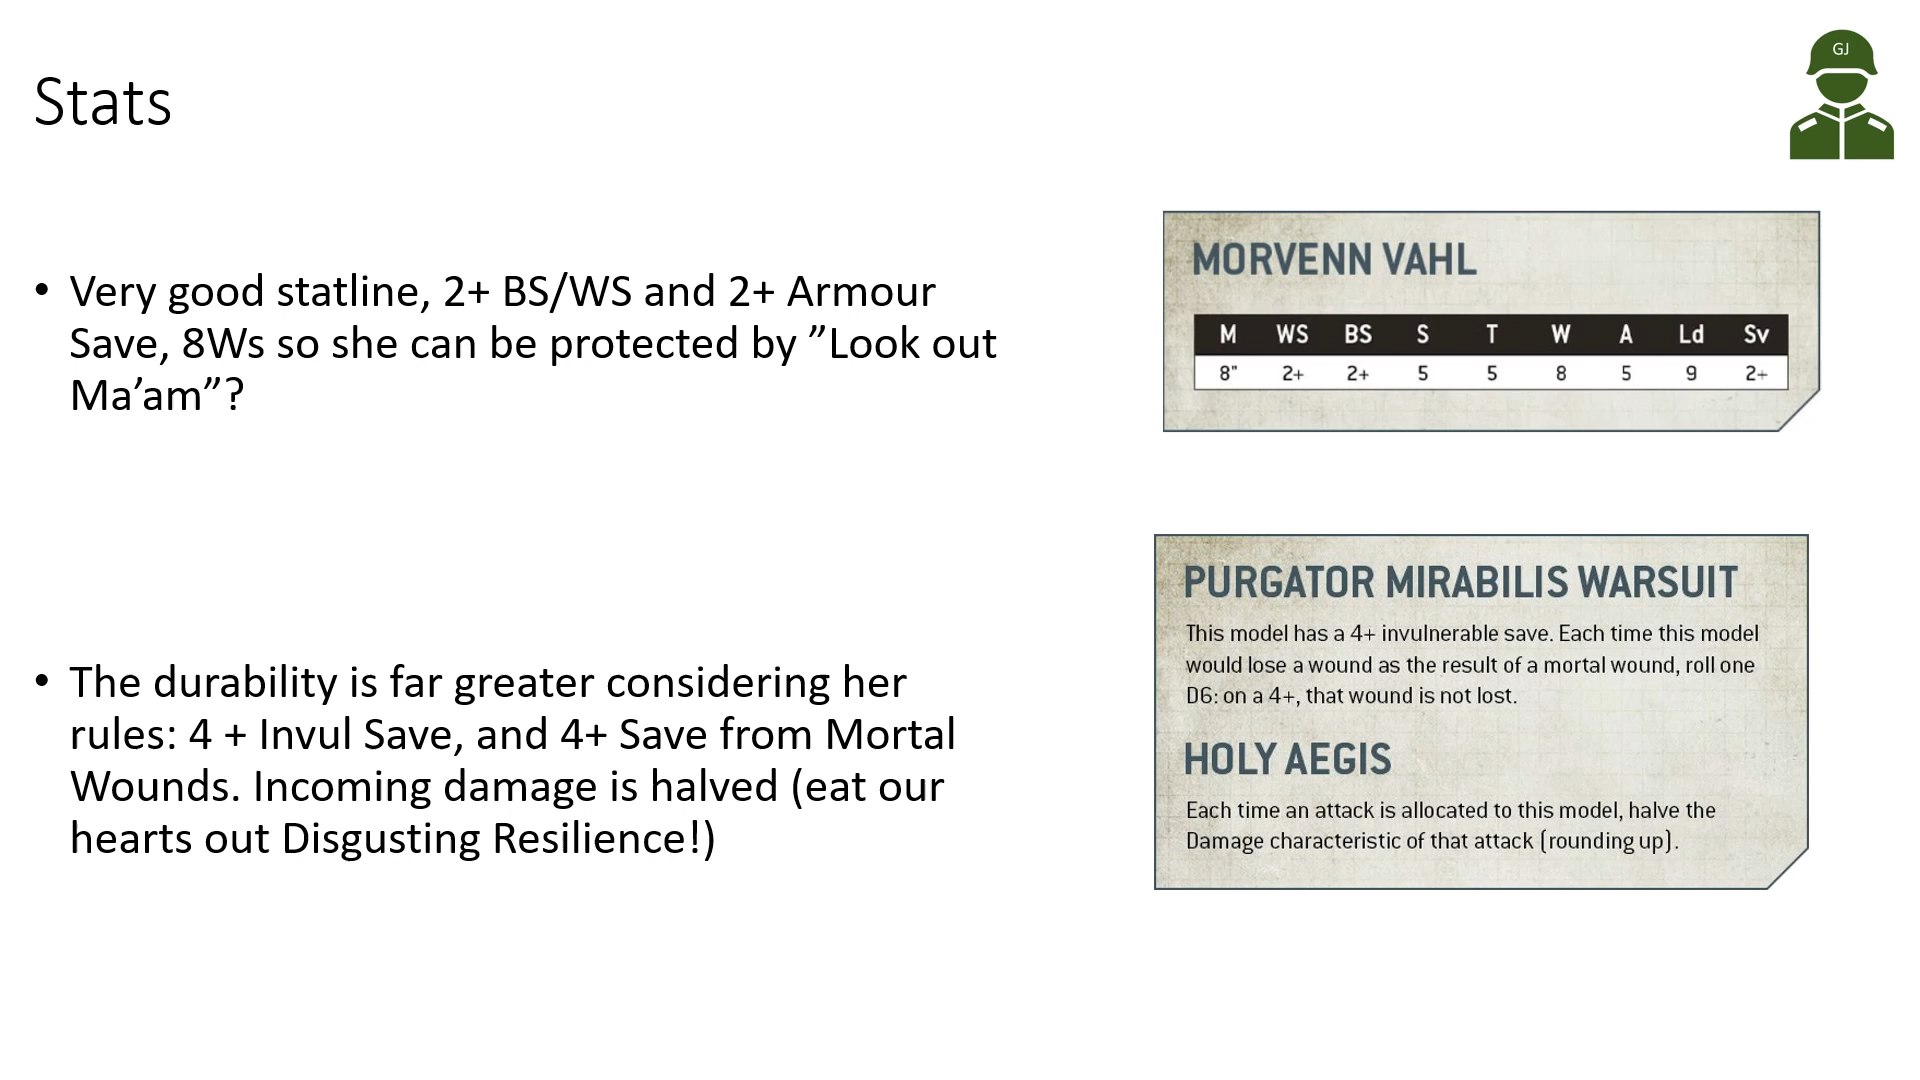 GJ
Stats
• Very good statline, 2+ BS/WS and 2+ Armour
Save, 8Ws so she can be protected by ”Look out
Ma’am”?
MORVENN VAHL
M WS BS S T W A Ld Sv
8" 2+ 2+ 5 5 8 5 9 2+
• The durability is far greater considering her
rules: 4 + Invul Save, and 4+ Save from Mortal
Wounds. Incoming damage is halved (eat our
hearts out Disgusting Resilience!)
PURGATOR MIRABILIS WARSUIT
This model has a 4+ invulnerable save. Each time this model
would lose a wound as the result of a mortal wound, roll one
D6: on a 4+, that wound is not lost.
HOLY AEGIS
Each time an attack is allocated to this model, halve the
Damage characteristic of that attack (rounding up).